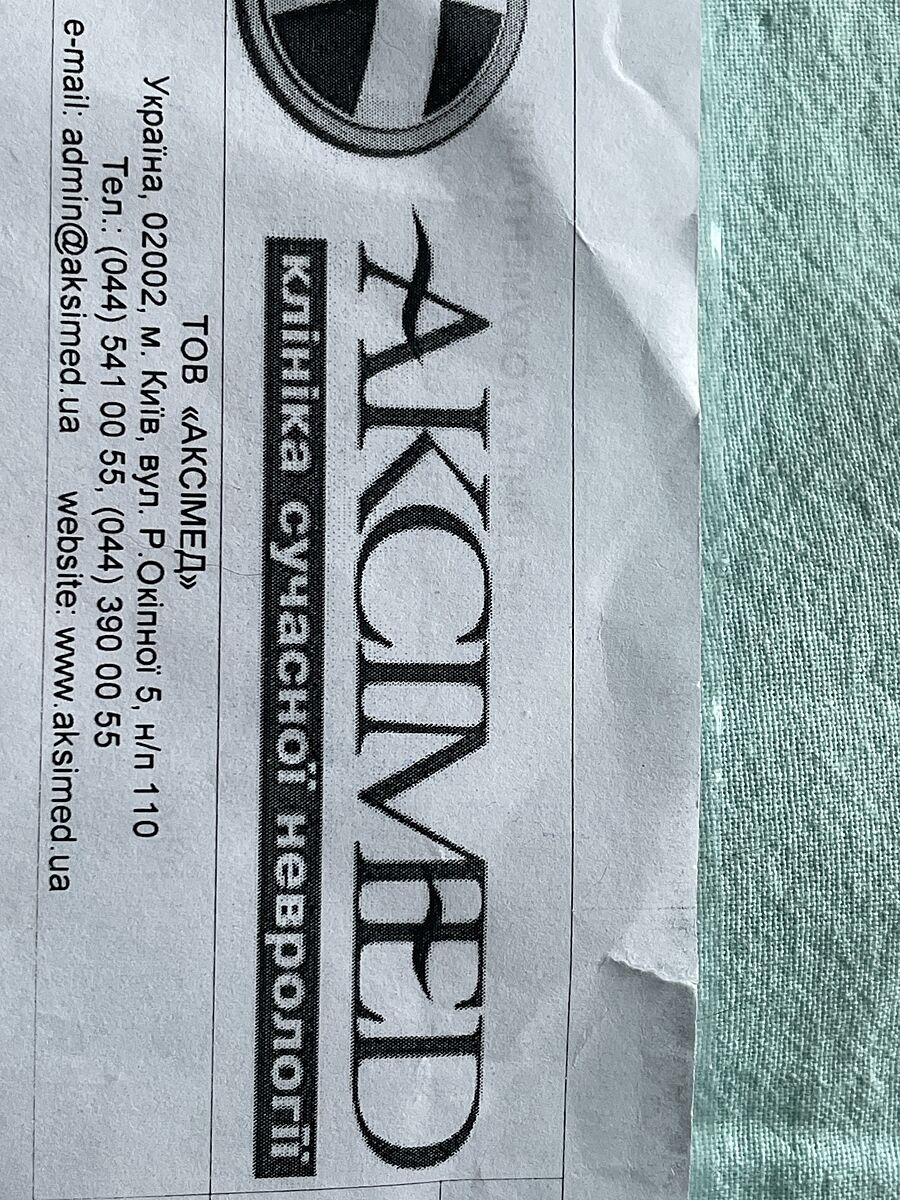 АКСІMED
клініка сучасної неврології
ТОВ «АКСІМЕД»
Україна, 02002, м. Київ, вул. Р.Окіпної 5, н/п 110
Тел.: (044) 541 00 55, (044) 390 00 55
e-mail: admin@aksimed.ua website: www.aksimed.ua